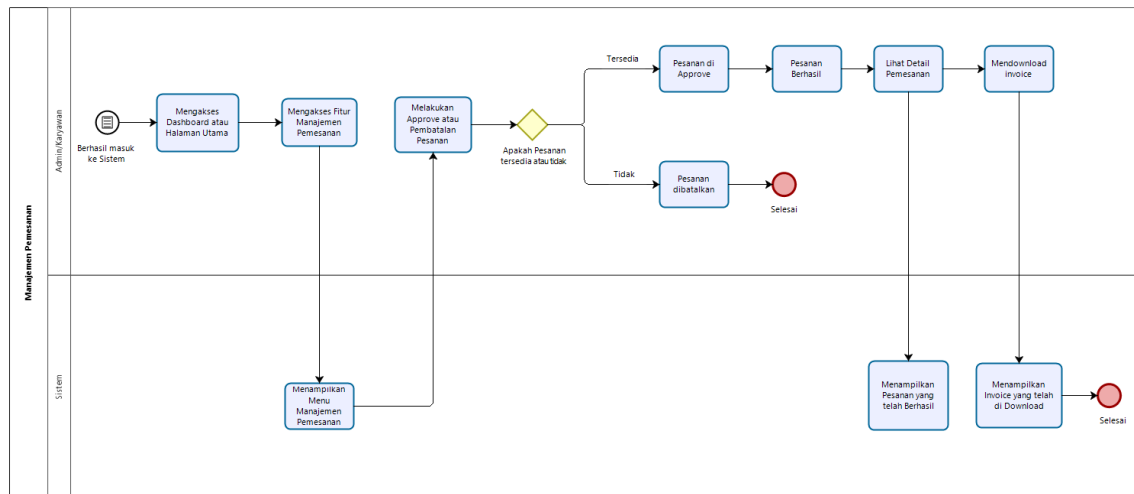 Manajemen Pemesanan
Admin/Karyawan
Berhasil masuk
ke Sistem
Mengakses
Dashboard atau
Halaman Utama
Mengakses Fitur
Manajemen
Pemesanan
Melakukan
Approve atau
Pembatalan
Pesanan
Apakah Pesanan
tersedia atau tidak
Tersedia
Pesanan di
Approve
Pesanan
Berhasil
Lihat Detail
Pemesanan
Mendownload
invoice
Tidak
Pesanan
dibatalkan
Selesai
Sistem
Menampilkan
Menu
Manajemen
Pemesanan
Menampilkan
Pesanan yang
telah Berhasil
Menampilkan
Invoice yang telah
di Download
Selesai